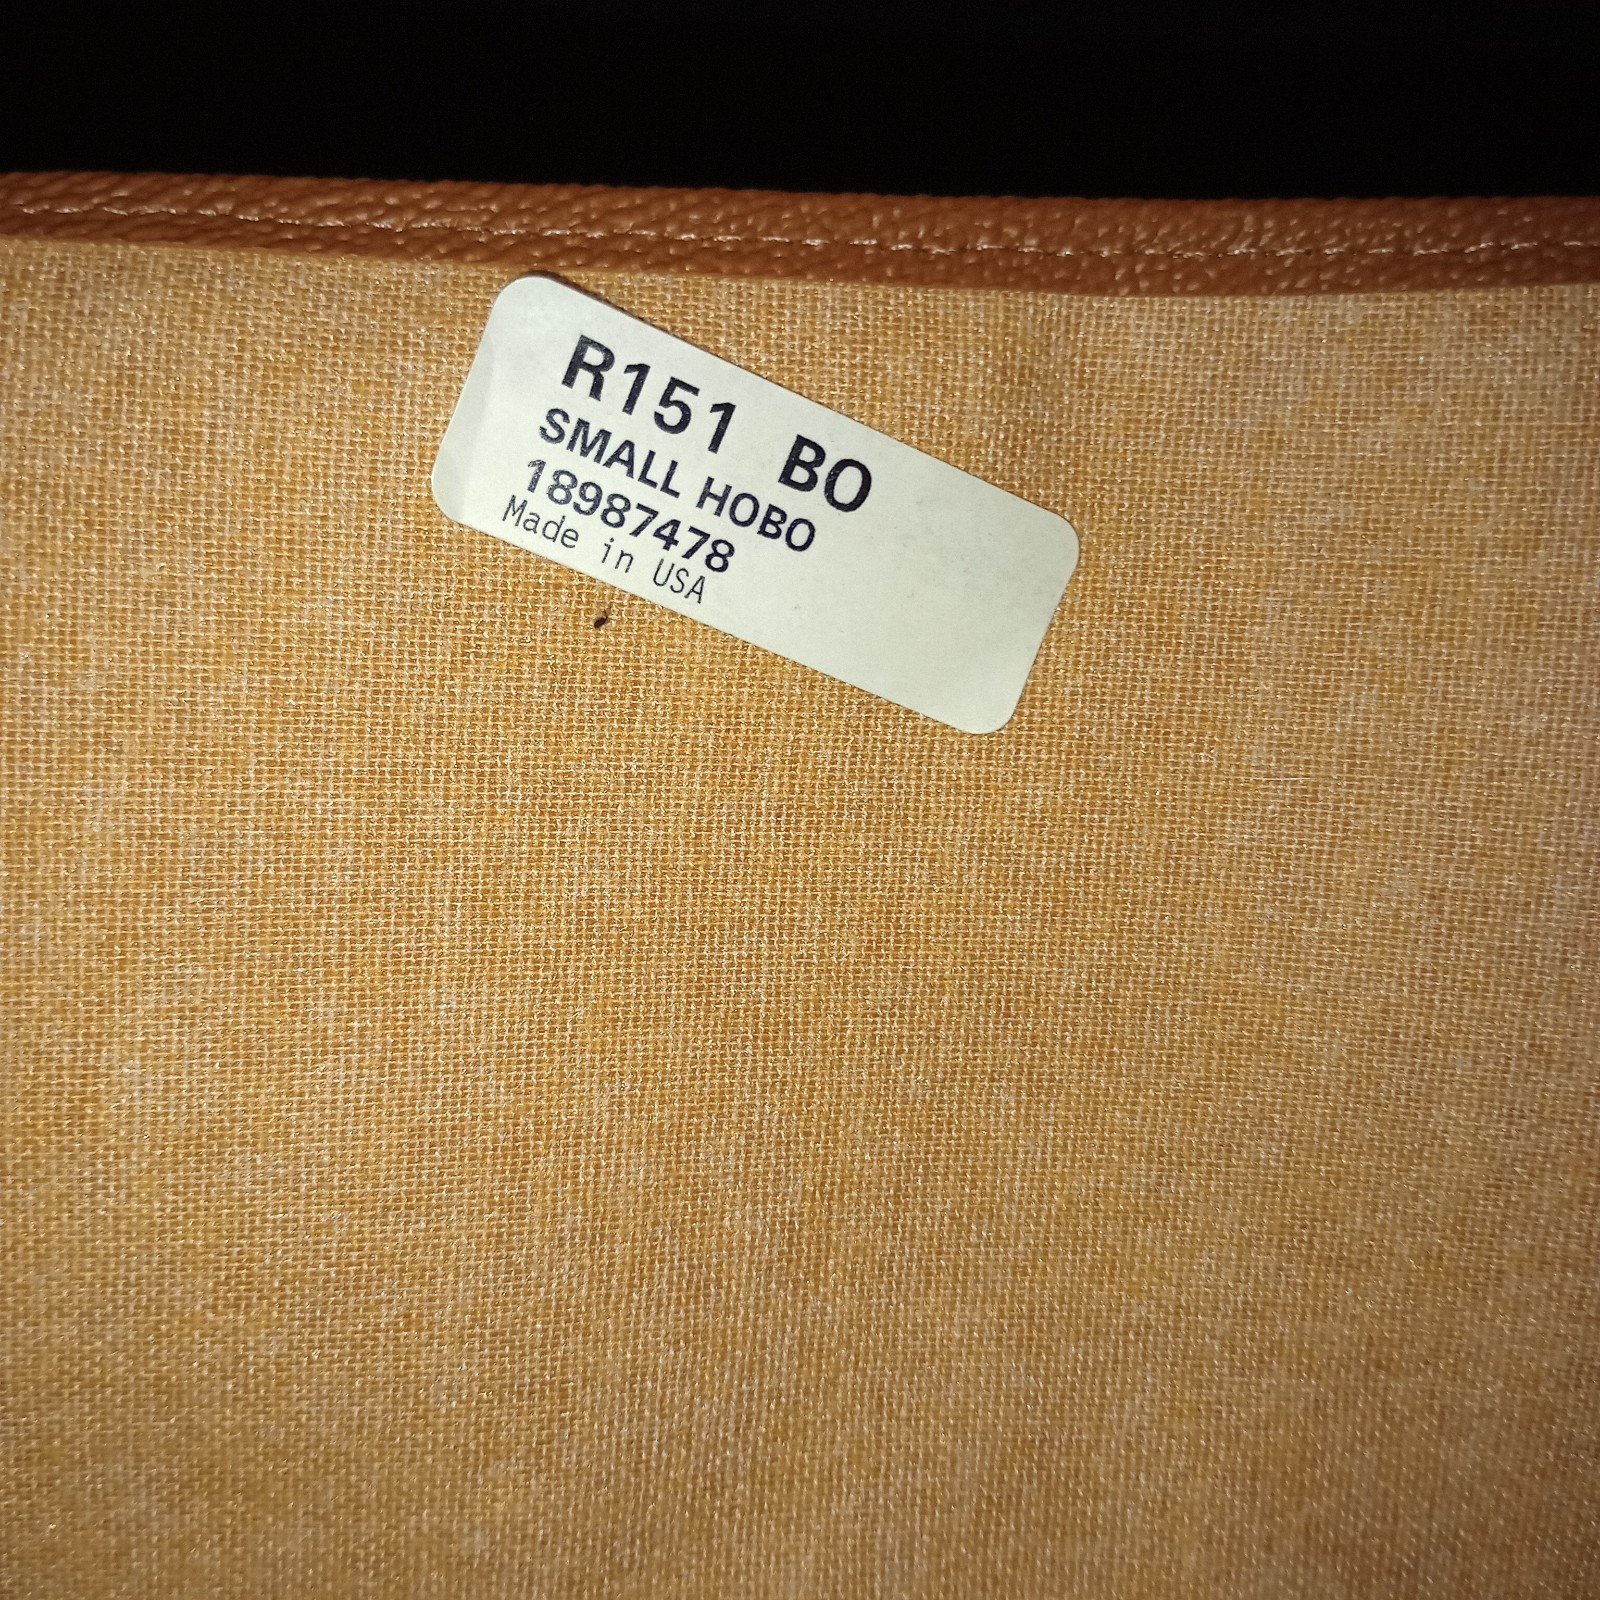 R151 BO
SMALL HOBO
18987478
Made in USA